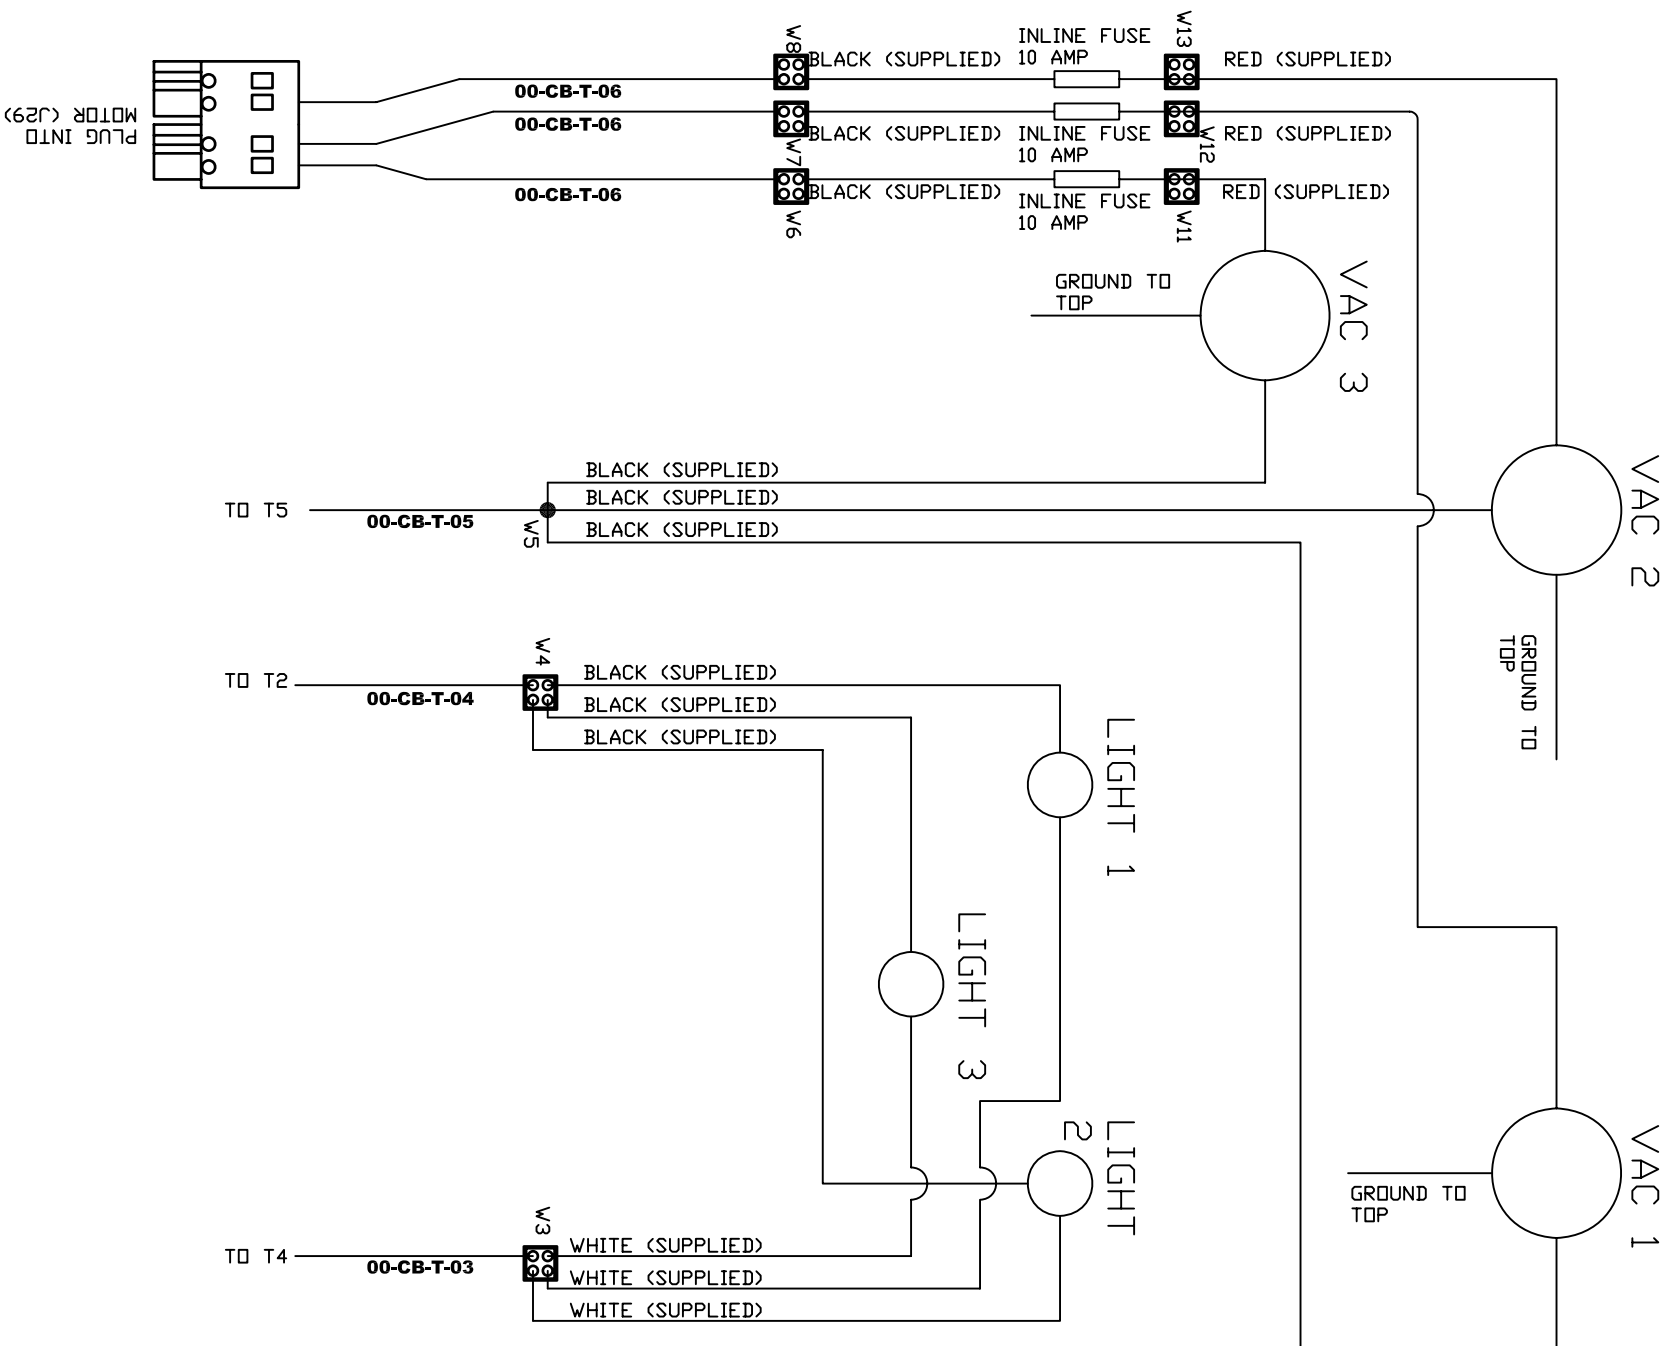 W8
BLACK (SUPPLIED)
INLINE FUSE
10 AMP
W13
RED (SUPPLIED)
00-CB-T-06
PLUG INTO
MOTOR (J29)
00-CB-T-06
W7
BLACK (SUPPLIED)
INLINE FUSE
10 AMP
W12
RED (SUPPLIED)
00-CB-T-06
W6
BLACK (SUPPLIED)
INLINE FUSE
10 AMP
W11
RED (SUPPLIED)
GROUND TO
TOP
VAC 3
BLACK (SUPPLIED)
BLACK (SUPPLIED)
BLACK (SUPPLIED)
TO T5
00-CB-T-05
W5
VAC 2
GROUND TO
TOP
W4
TO T2
00-CB-T-04
BLACK (SUPPLIED)
BLACK (SUPPLIED)
BLACK (SUPPLIED)
LIGHT 1
LIGHT 3
LIGHT
2
VAC 1
GROUND TO
TOP
W3
TO T4
00-CB-T-03
WHITE (SUPPLIED)
WHITE (SUPPLIED)
WHITE (SUPPLIED)